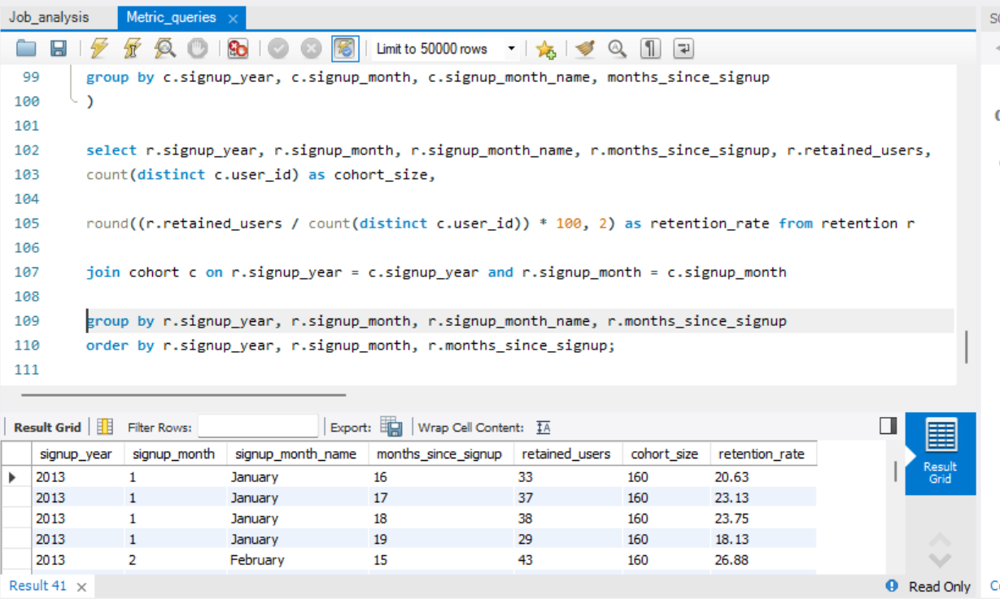 Job_analysis Metric_queries
Limit to 50000 rows
99 group by c.signup_year, c.signup_month, c.signup_month_name, months_since_signup
100 )
101
102 select r.signup_year, r.signup_month, r.signup_month_name, r.months_since_signup, r.retained_users,
103 count(distinct c.user_id) as cohort_size,
104
105 round((r.retained_users / count(distinct c.user_id)) * 100, 2) as retention_rate from retention r
106
107 join cohort c on r.signup_year = c.signup_year and r.signup_month = c.signup_month
108
109 group by r.signup_year, r.signup_month, r.signup_month_name, r.months_since_signup
110 order by r.signup_year, r.signup_month, r.months_since_signup;
111
Result Grid Filter Rows: Export: Wrap Cell Content: IA
signup_year signup_month signup_month_name months_since_signup retained_users cohort_size retention_rate
2013 1 January 16 33 160 20.63
2013 1 January 17 37 160 23.13
2013 1 January 18 38 160 23.75
2013 1 January 19 29 160 18.13
2013 2 February 15 43 160 26.88
Result
Grid
Result 41 Read Only